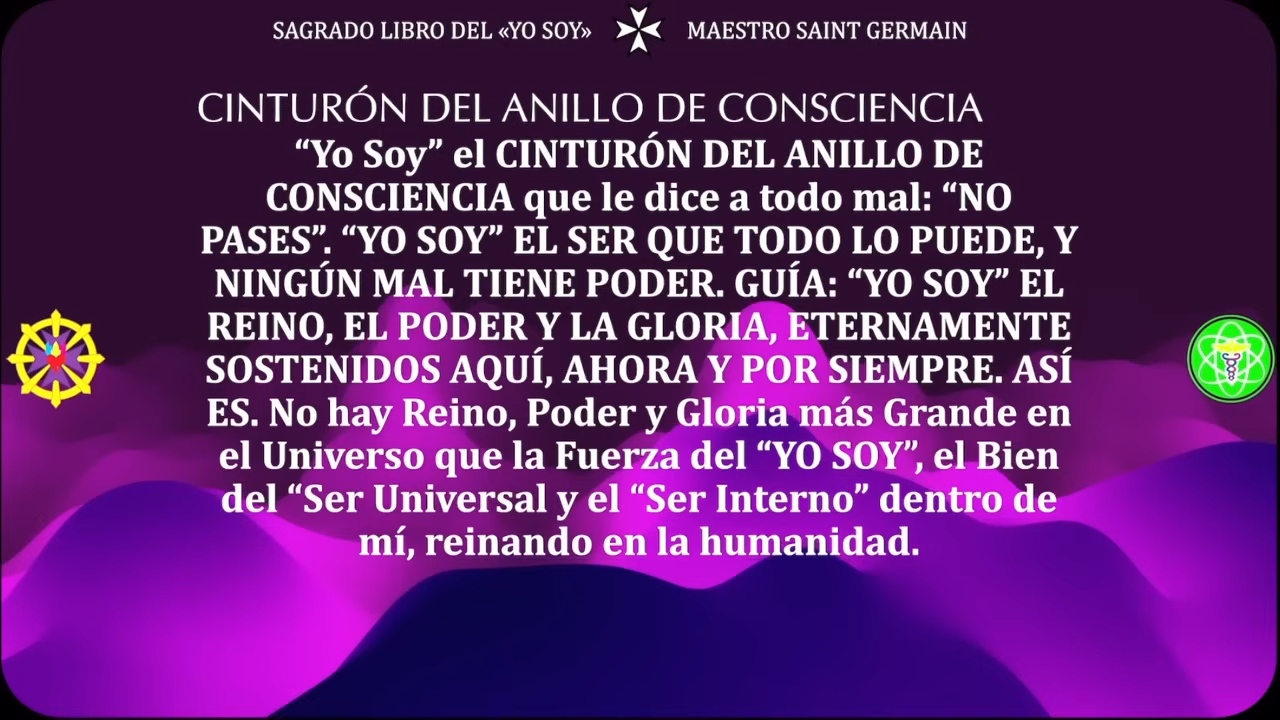 SAGRADO LIBRO DEL «YO SOY» MAESTRO SAINT GERMAIN
CINTURÓN DEL ANILLO DE CONSCIENCIA
“Yo Soy” el CINTURÓN DEL ANILLO DE
CONSCIENCIA que le dice a todo mal: “NO
PASES”. “YO SOY” EL SER QUE TODO LO PUEDE, Y
NINGÚN MAL TIENE PODER. GUÍA: “YO SOY” EL
REINO, EL PODER Y LA GLORIA, ETERNAMENTE
SOSTENIDOS AQUÍ, AHORA Y POR SIEMPRE. ASÍ
ES. No hay Reino, Poder y Gloria más Grande en
el Universo que la Fuerza del “YO SOY”, el Bien
del “Ser Universal y el “Ser Interno” dentro de
mí, reinando en la humanidad.